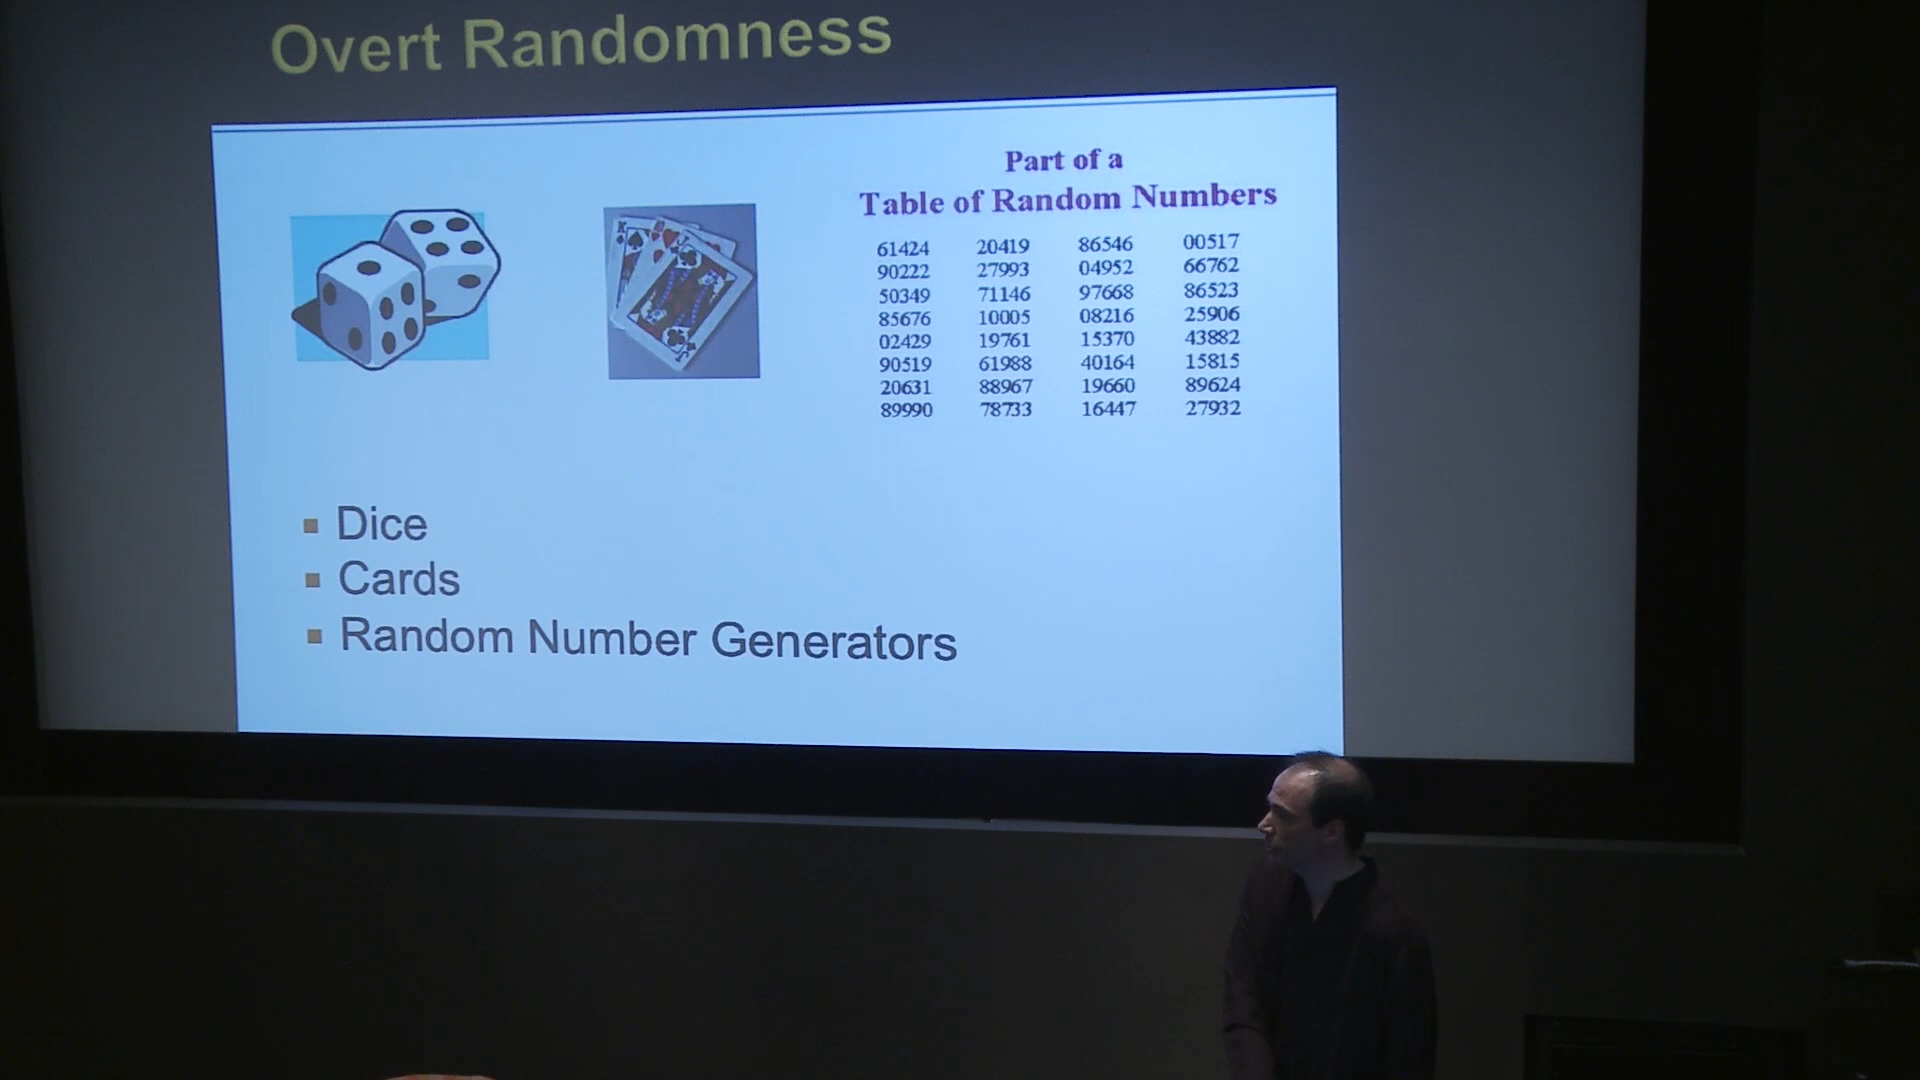 Overt Randomness
Part of a
Table of Random Numbers
61424 20419 86546 00517
90222 27993 04952 66762
50349 71146 97668 86523
85676 10005 08216 25906
02429 19761 15370 43882
90519 61988 40164 15815
20631 88967 19660 89624
89990 78733 16447 27932
K
J
J
Dice
Cards
Random Number Generators